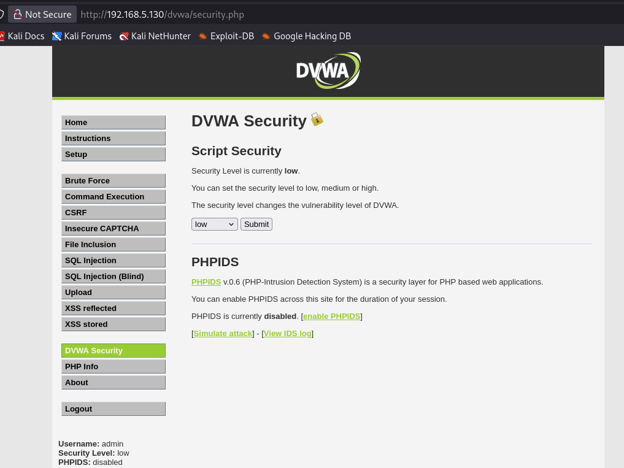 Not Secure http://192.168.5.130/dvwa/security.php
Kali Docs Kali Forums Kali NetHunter Exploit-DB Google Hacking DB
DVWA
Home
Instructions
Setup
Brute Force
Command Execution
CSRF
Insecure CAPTCHA
File Inclusion
SQL Injection
SQL Injection (Blind)
Upload
XSS reflected
XSS stored
DVWA Security
PHP Info
About
Logout
Username: admin
Security Level: low
PHPIDS: disabled
DVWA Security
Script Security
Security Level is currently low.
You can set the security level to low, medium or high.
The security level changes the vulnerability level of DVWA.
low Submit
PHPIDS
PHPIDS v.0.6 (PHP-Intrusion Detection System) is a security layer for PHP based web applications.
You can enable PHPIDS across this site for the duration of your session.
PHPIDS is currently disabled. [enable PHPIDS]
[Simulate attack] - [View IDS log]